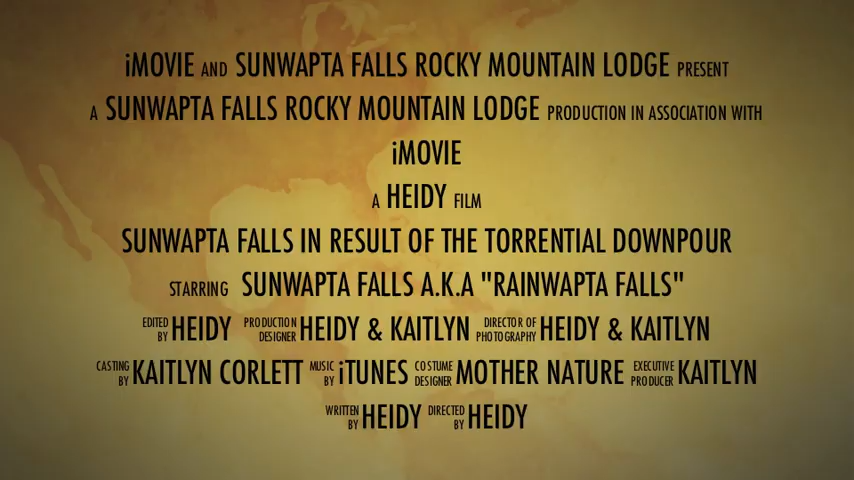 iMOVIE AND SUNWAPTA FALLS ROCKY MOUNTAIN LODGE PRESENT
A SUNWAPTA FALLS ROCKY MOUNTAIN LODGE PRODUCTION IN ASSOCIATION WITH
iMOVIE
A HEIDY FILM
SUNWAPTA FALLS IN RESULT OF THE TORRENTIAL DOWNPOUR
STARRING SUNWAPTA FALLS A.K.A "RAINWAPTA FALLS"
EDITED BY HEIDY PRODUCTION DESIGNER HEIDY & KAITLYN DIRECTOR OF PHOTOGRAPHY HEIDY & KAITLYN
CASTING BY KAITLYN CORLETT MUSIC BY iTUNES COSTUME DESIGNER MOTHER NATURE EXECUTIVE PRODUCER KAITLYN
WRITTEN BY HEIDY DIRECTED BY HEIDY